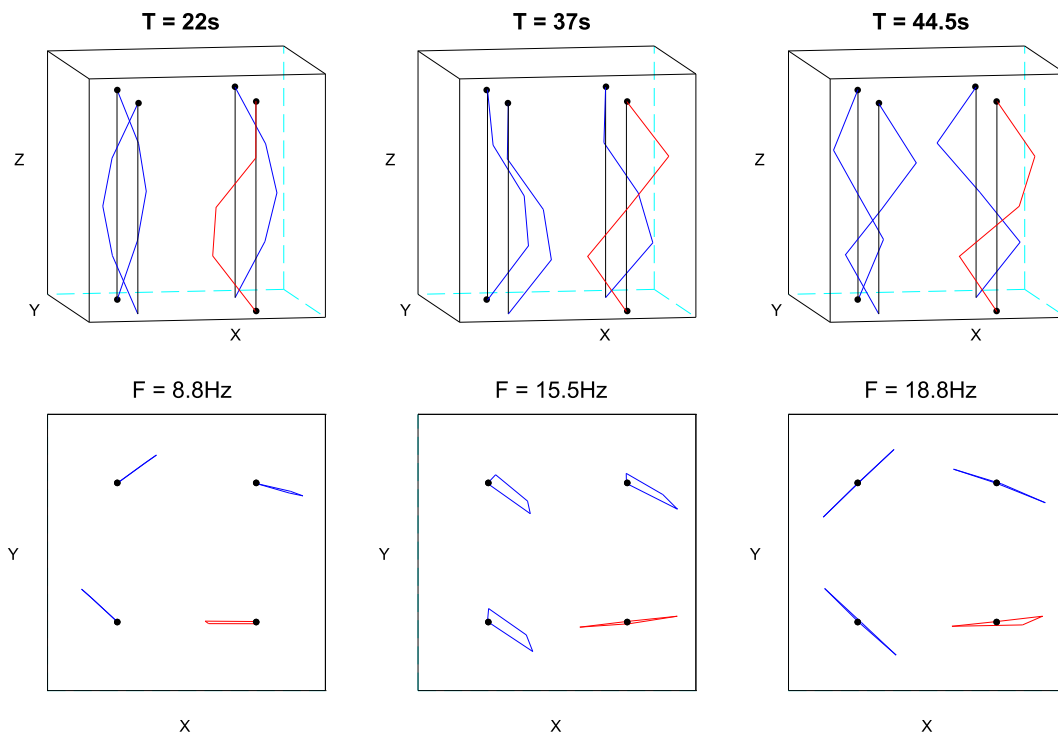 T = 22s
T = 37s
T = 44.5s
Z
Z
Z
Y
Y
Y
X
X
X
F = 8.8Hz
F = 15.5Hz
F = 18.8Hz
Y
Y
Y
X
X
X